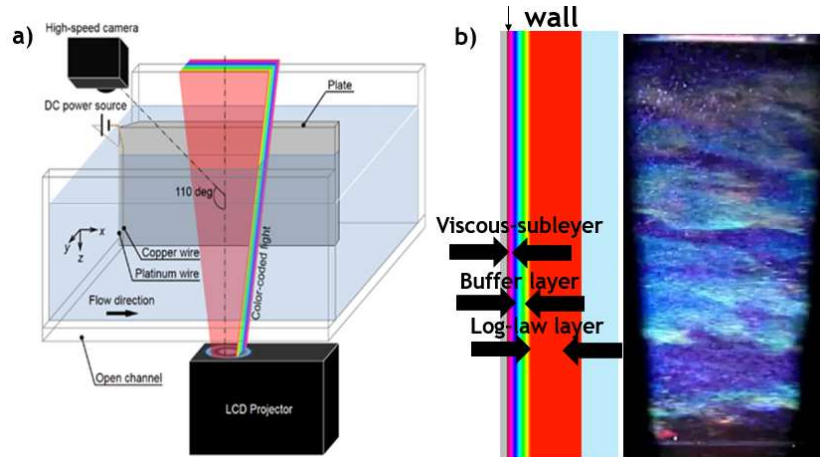 a)
High-speed camera
DC power source
Plate
110 deg
x
y
z
Copper wire
Platinum wire
Color-coded light
Flow direction
Open channel
LCD Projector
b)
wall
Viscous-subleyer
Buffer layer
Log-law layer